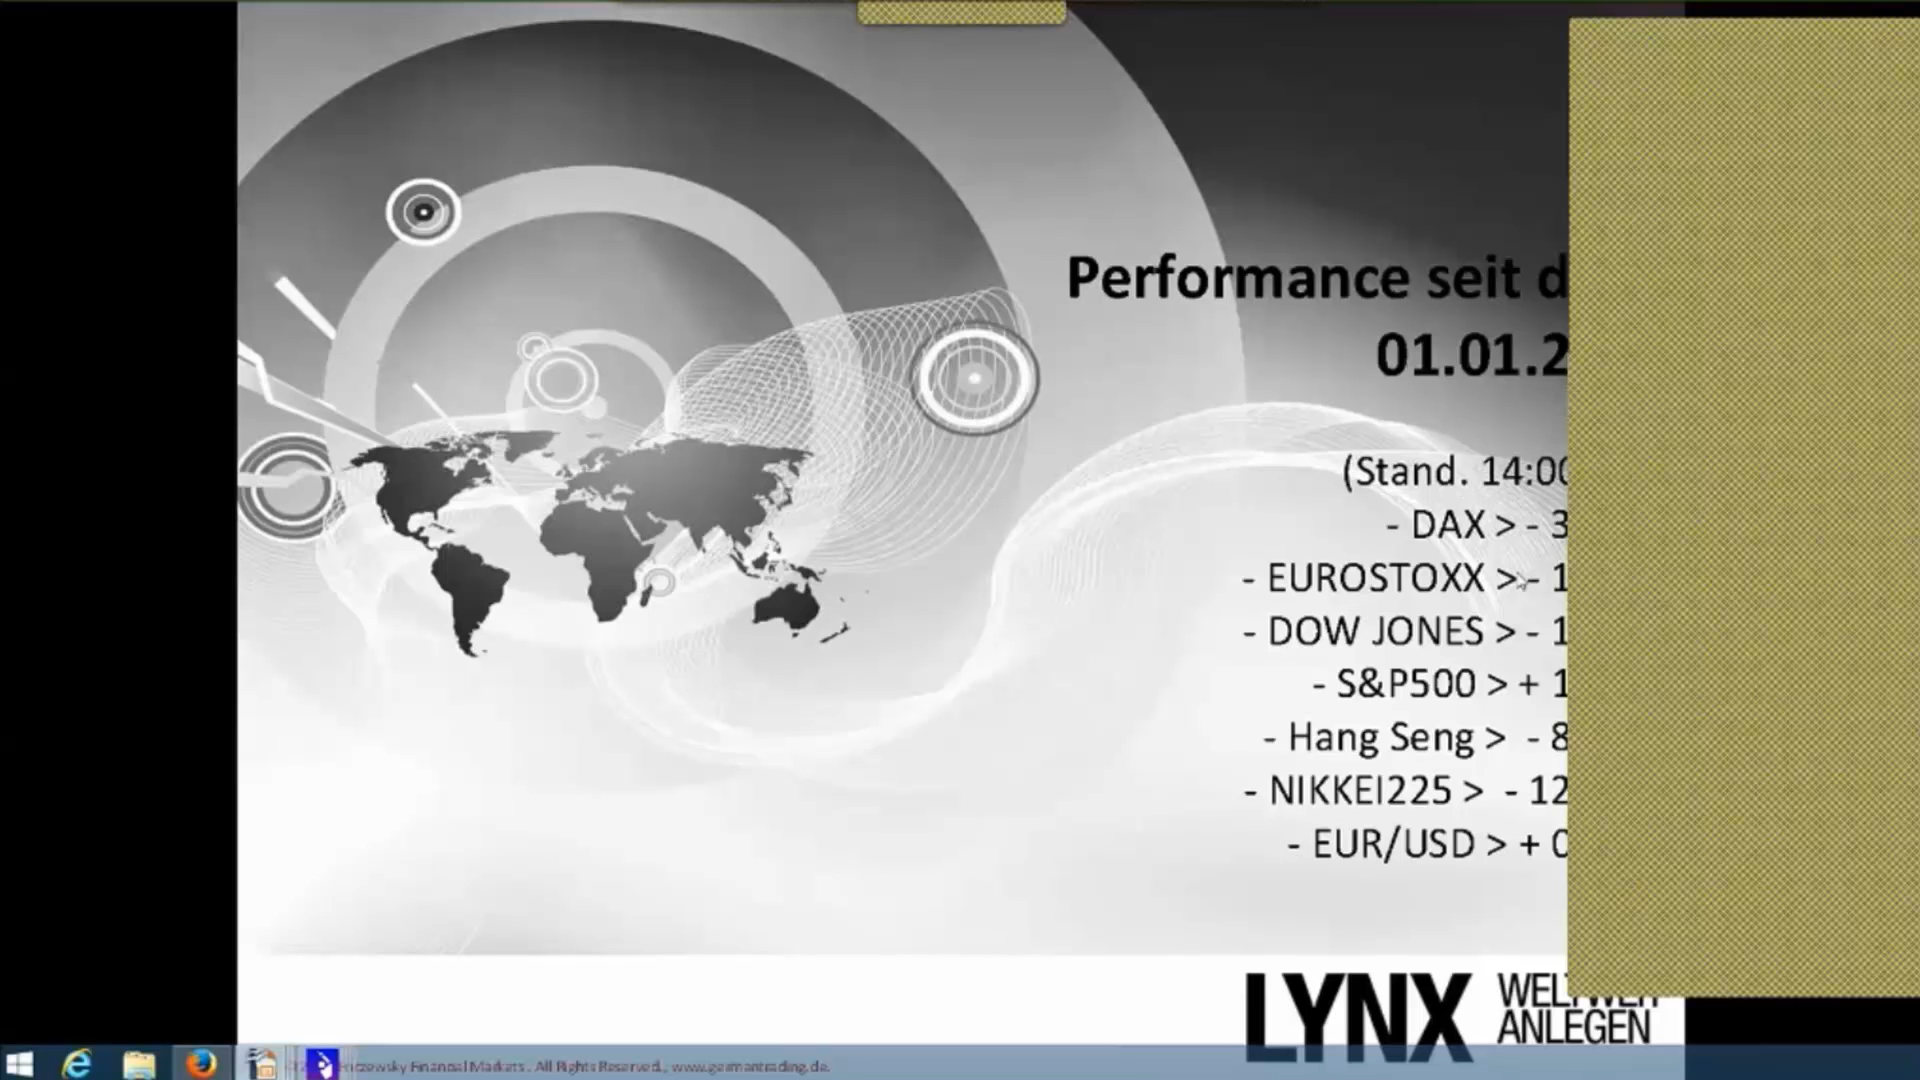 Performance seit d
01.01.2
(Stand. 14:00
- DAX > - 3
- EUROSTOXX > - 1
- DOW JONES > - 1
- S&P500 > + 1
- Hang Seng > - 8
- NIKKEI225 > - 12
- EUR/USD > + 0
LYNX
ANLEGEN
Financial Markets. All Rights Reserved., www.germantrading.de.